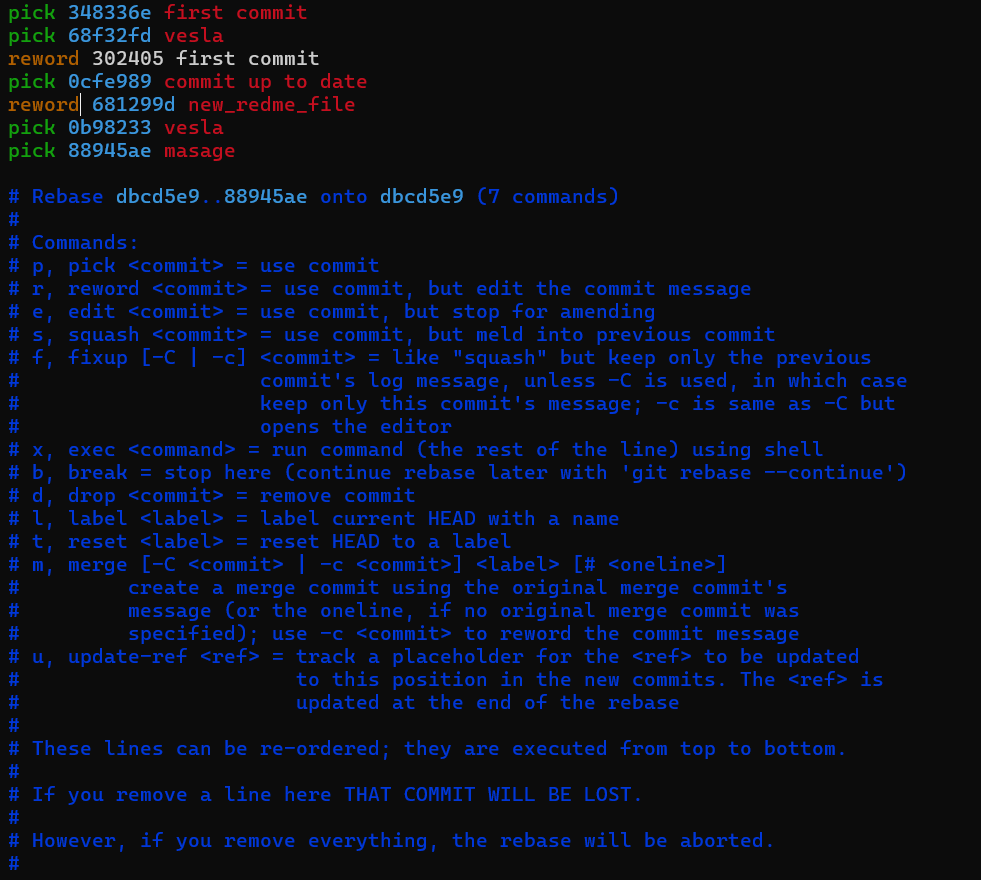 pick 348336e first commit
pick 68f32fd vesla
reword 302405 first commit
pick 0cfe989 commit up to date
reword 681299d new_redme_file
pick 0b98233 vesla
pick 88945ae masage
# Rebase dbcd5e9..88945ae onto dbcd5e9 (7 commands)
#
# Commands:
# p, pick <commit> = use commit
# r, reword <commit> = use commit, but edit the commit message
# e, edit <commit> = use commit, but stop for amending
# s, squash <commit> = use commit, but meld into previous commit
# f, fixup [-C | -c] <commit> = like "squash" but keep only the previous
#                    commit's log message, unless -C is used, in which case
#                    keep only this commit's message; -c is same as -C but
#                    opens the editor
# x, exec <command> = run command (the rest of the line) using shell
# b, break = stop here (continue rebase later with 'git rebase --continue')
# d, drop <commit> = remove commit
# l, label <label> = label current HEAD with a name
# t, reset <label> = reset HEAD to a label
# m, merge [-C <commit> | -c <commit>] <label> [# <oneline>]
#         create a merge commit using the original merge commit's
#         message (or the oneline, if no original merge commit was
#         specified); use -c <commit> to reword the commit message
# u, update-ref <ref> = track a placeholder for the <ref> to be updated
#                       to this position in the new commits. The <ref> is
#                       updated at the end of the rebase
#
# These lines can be re-ordered; they are executed from top to bottom.
#
# If you remove a line here THAT COMMIT WILL BE LOST.
#
# However, if you remove everything, the rebase will be aborted.
#